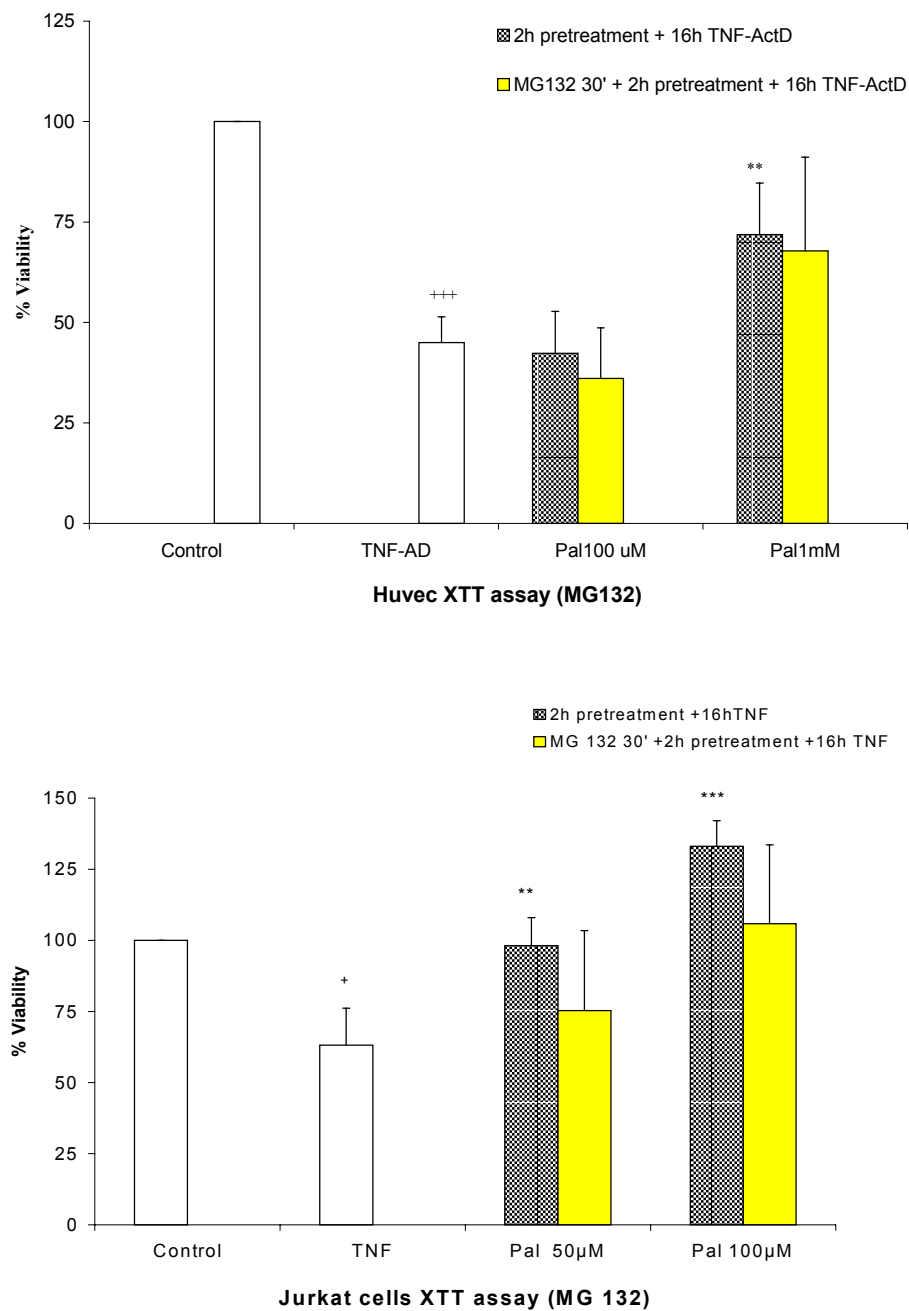 125
100
75
50
25
0
% Viability
2h pretreatment + 16h TNF-ActD
MG132 30' + 2h pretreatment + 16h TNF-ActD
+++
**
Control TNF-AD Pal100 uM Pal1mM
Huvec XTT assay (MG132)
2h pretreatment +16hTNF
MG 132 30' +2h pretreatment +16h TNF
150
125
100
75
50
25
0
% Viability
+
**
***
Control TNF Pal 50µM Pal 100µM
Jurkat cells XTT assay (MG 132)